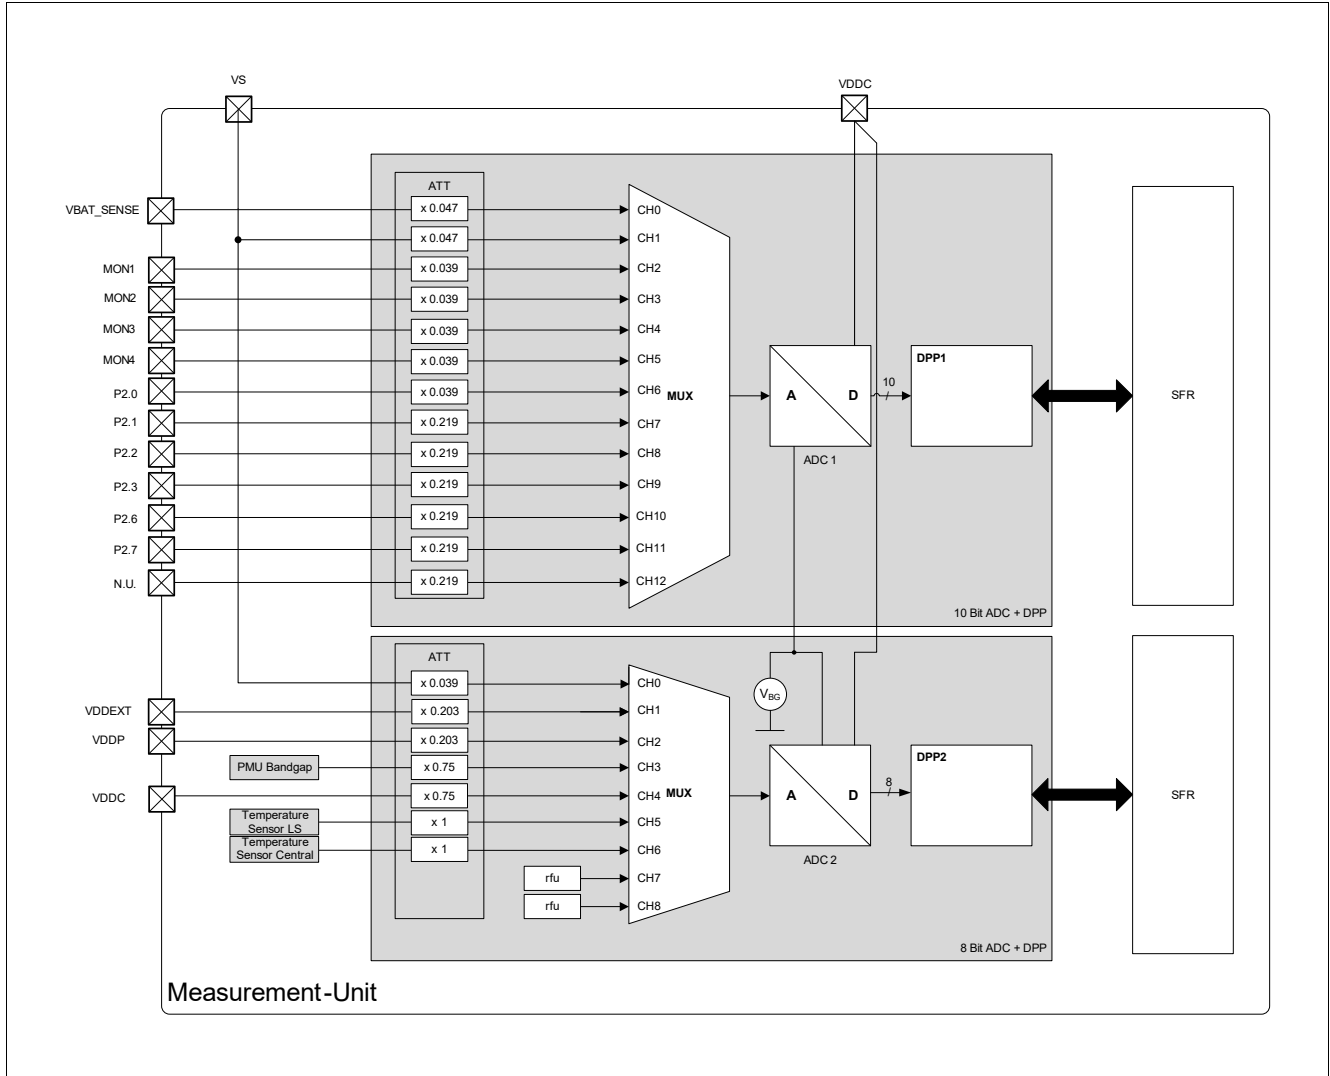 VS
VDDC
ATT
VBAT_SENSE
x 0.047
CH0
x 0.047
CH1
MON1
x 0.039
CH2
MON2
x 0.039
CH3
MON3
x 0.039
CH4
MON4
x 0.039
CH5
P2.0
x 0.039
CH6
MUX
P2.1
x 0.219
CH7
P2.2
x 0.219
CH8
P2.3
x 0.219
CH9
P2.6
x 0.219
CH10
P2.7
x 0.219
CH11
N.U.
x 0.219
CH12
A
D
ADC 1
10
DPP1
SFR
10 Bit ADC + DPP
ATT
x 0.039
CH0
VDDEXT
x 0.203
CH1
VDDP
x 0.203
CH2
PMU Bandgap
x 0.75
CH3
VDDC
x 0.75
CH4
MUX
Temperature
Sensor LS
x 1
CH5
Temperature
Sensor Central
x 1
CH6
rfu
CH7
rfu
CH8
VBG
A
D
ADC 2
8
DPP2
SFR
8 Bit ADC + DPP
Measurement-Unit